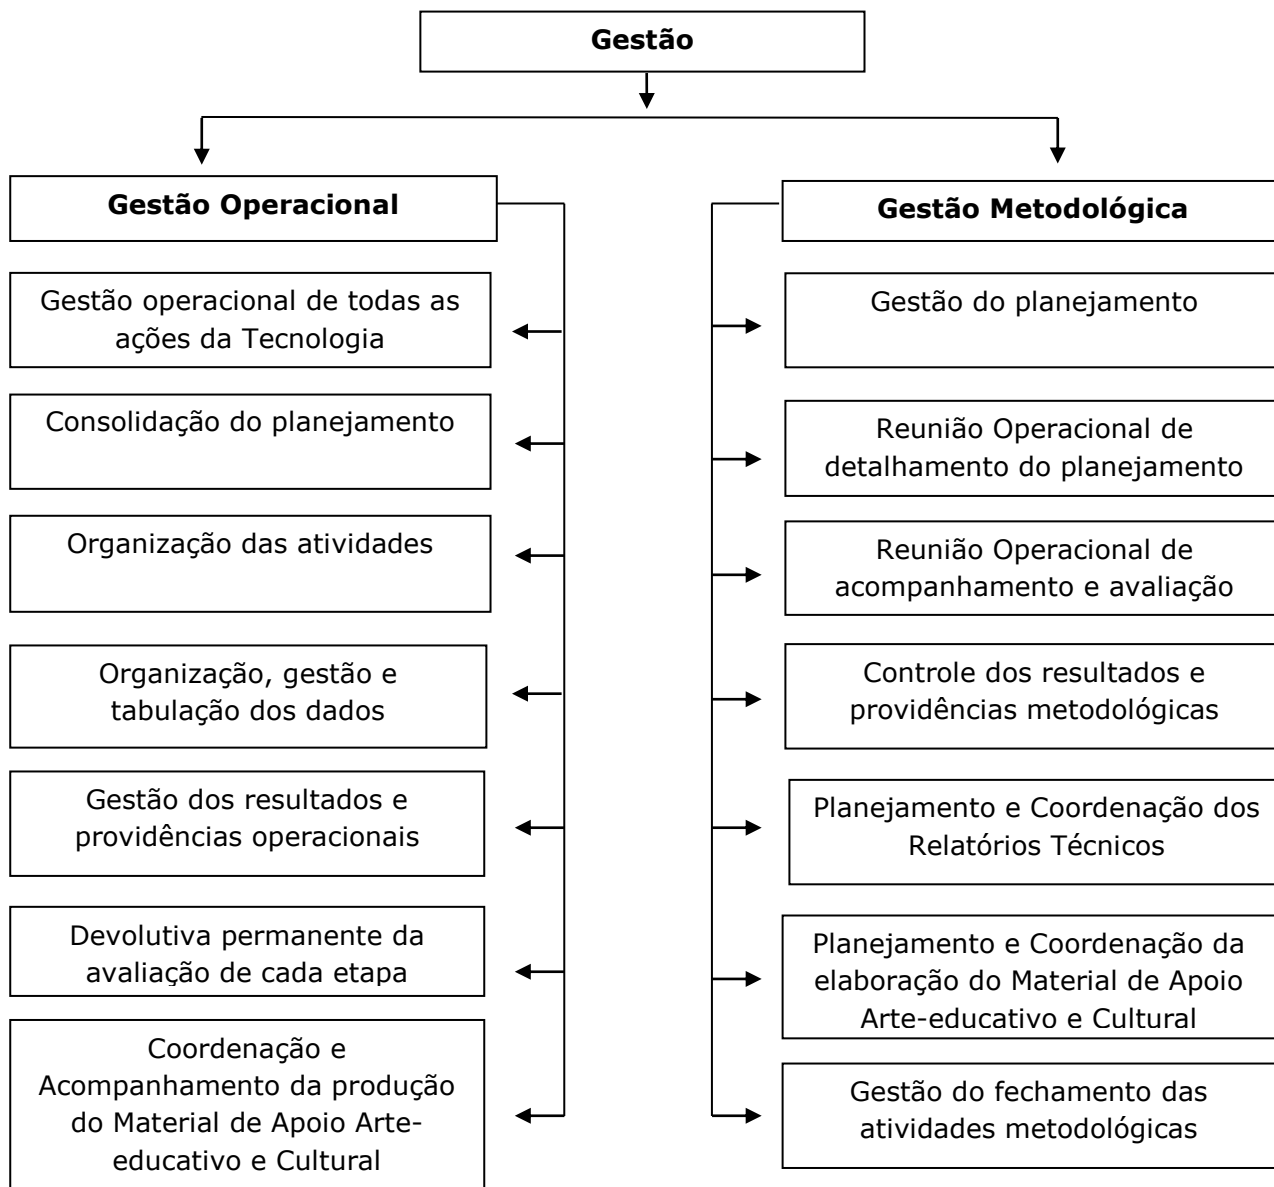 Gestão
Gestão Operacional
Gestão operacional de todas as
ações da Tecnologia
Consolidação do planejamento
Organização das atividades
Organização, gestão e
tabulação dos dados
Gestão dos resultados e
providências operacionais
Devolutiva permanente da
avaliação de cada etapa
Coordenação e
Acompanhamento da produção
do Material de Apoio Arte-
educativo e Cultural
Gestão Metodológica
Gestão do planejamento
Reunião Operacional de
detalhamento do planejamento
Reunião Operacional de
acompanhamento e avaliação
Controle dos resultados e
providências metodológicas
Planejamento e Coordenação dos
Relatórios Técnicos
Planejamento e Coordenação da
elaboração do Material de Apoio
Arte-educativo e Cultural
Gestão do fechamento das
atividades metodológicas